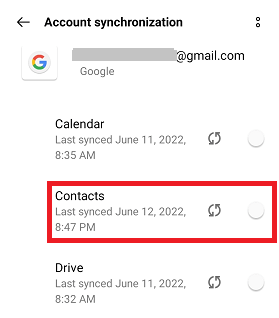 Account synchronization
@gmail.com
Google
Calendar
Last synced June 11, 2022,
8:35 AM
Contacts
Last synced June 12, 2022,
8:47 PM
Drive
Last synced June 11, 2022,
8:32 AM